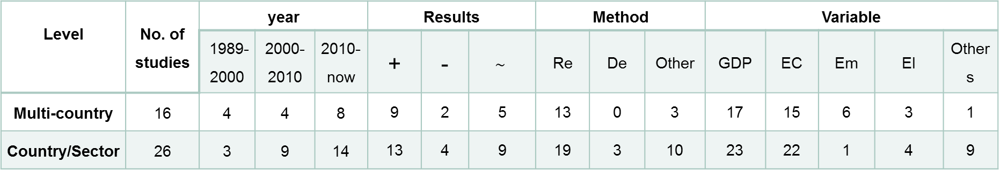 Level No. of studies year Results Method Variable
1989-2000 2000-2010 2010-now + - ~ Re De Other GDP EC Em El Other s
Multi-country 16 4 4 8 9 2 5 13 0 3 17 15 6 3 1
Country/Sector 26 3 9 14 13 4 9 19 3 10 23 22 1 4 9